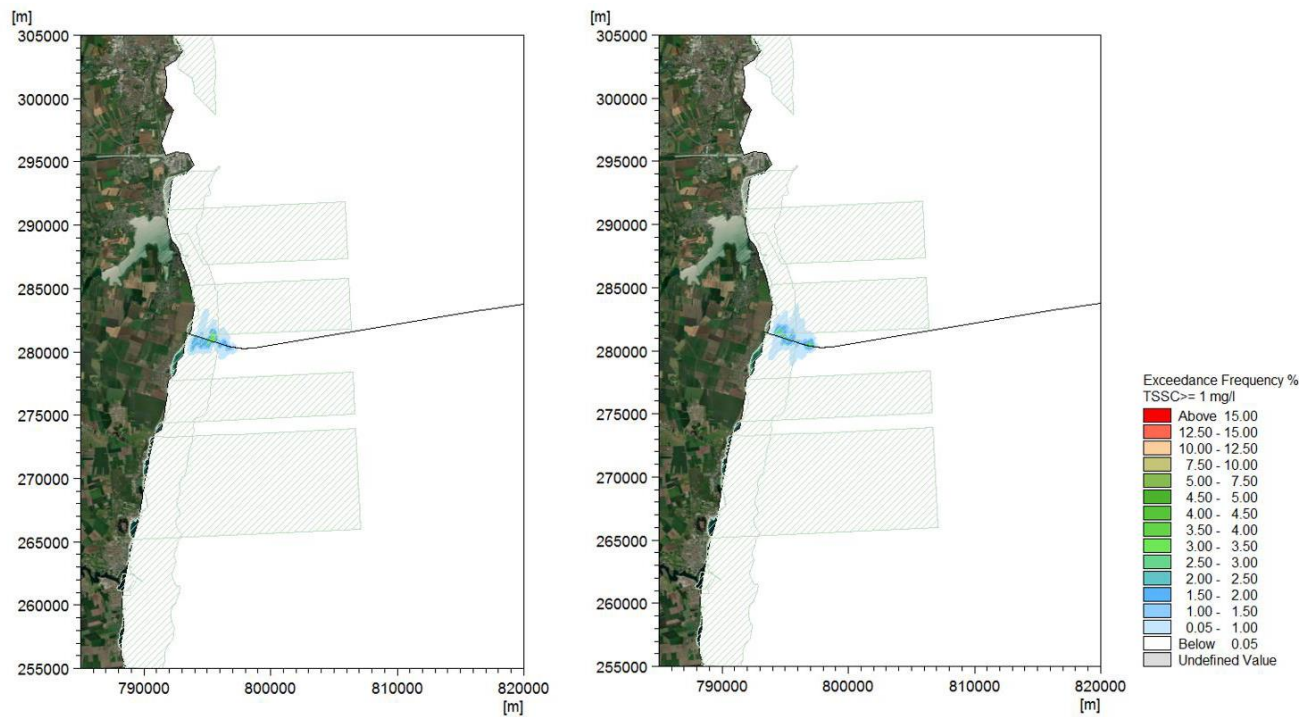 [m]
305000
300000
295000
290000
285000
280000
275000
270000
265000
260000
255000
790000 800000 810000 820000
[m]
[m]
305000
300000
295000
290000
285000
280000
275000
270000
265000
260000
255000
790000 800000 810000 820000
[m]
Exceedance Frequency %
TSSC>= 1 mg/l
Above 15.00
12.50 - 15.00
10.00 - 12.50
7.50 - 10.00
5.00 - 7.50
4.50 - 5.00
4.00 - 4.50
3.50 - 4.00
3.00 - 3.50
2.50 - 3.00
2.00 - 2.50
1.50 - 2.00
1.00 - 1.50
0.05 - 1.00
Below 0.05
Undefined Value